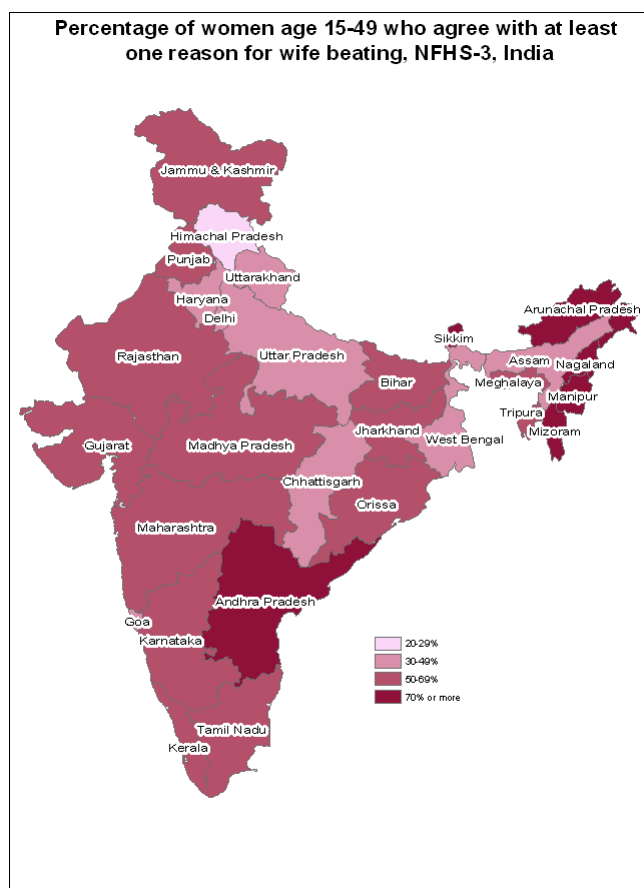 Percentage of women age 15-49 who agree with at least
one reason for wife beating, NFHS-3, India
Jammu & Kashmir
Himachal Pradesh
Punjab
Uttarakhand
Haryana
Delhi
Arunachal Pradesh
Sikkim
Rajasthan
Uttar Pradesh
Assam
Nagaland
Bihar
Meghalaya
Manipur
Tripura
Mizoram
Gujarat
Madhya Pradesh
Jharkhand
West Bengal
Chhattisgarh
Orissa
Maharashtra
Andhra Pradesh
Goa
Karnataka
20-29%
30-49%
50-69%
70% or more
Tamil Nadu
Kerala